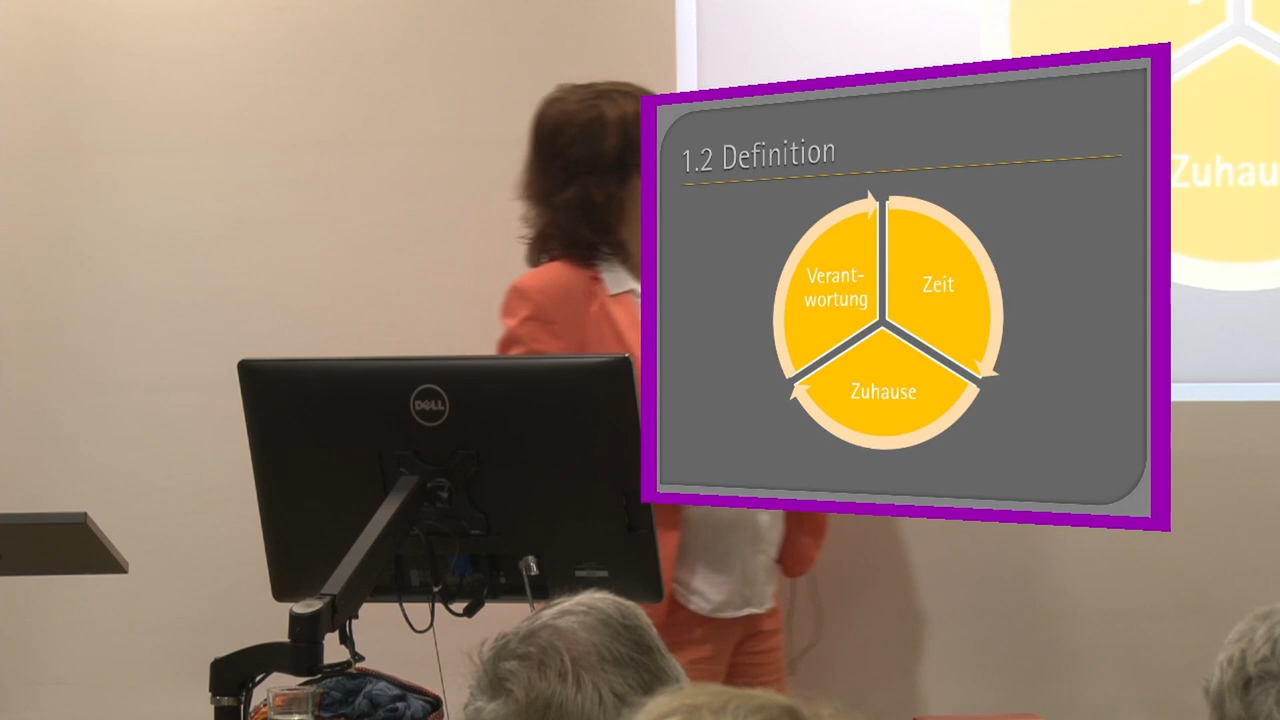 1.2 Definition
Verant-
wortung
Zeit
Zuhause
Zuhau
DELL